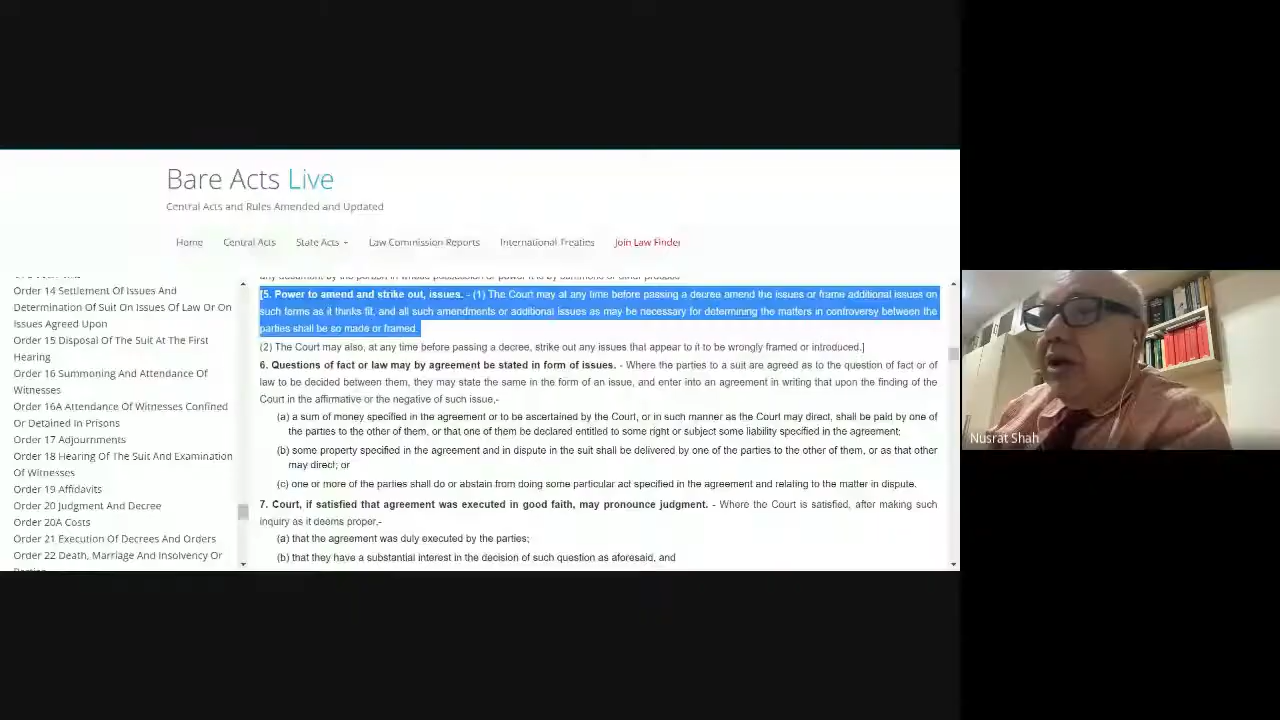 Bare Acts Live
Central Acts and Rules Amended and Updated
Home Central Acts State Acts Law Commission Reports International Treaties Join Law Finder
Order 14 Settlement Of Issues And
Determination Of Suit On Issues Of Law Or On
Issues Agreed Upon
Order 15 Disposal Of The Suit At The First
Hearing
Order 16 Summoning And Attendance Of
Witnesses
Order 16A Attendance Of Witnesses Confined
Or Detained In Prisons
Order 17 Adjournments
Order 18 Hearing Of The Suit And Examination
Of Witnesses
Order 19 Affidavits
Order 20 Judgment And Decree
Order 20A Costs
Order 21 Execution Of Decrees And Orders
Order 22 Death, Marriage And Insolvency Or
any document by the person in whose possession or power it is by summons or other process
[5. Power to amend and strike out, issues. - (1) The Court may at any time before passing a decree amend the issues or frame additional issues on
such terms as it thinks fit, and all such amendments or additional issues as may be necessary for determining the matters in controversy between the
parties shall be so made or framed.
(2) The Court may also, at any time before passing a decree, strike out any issues that appear to it to be wrongly framed or introduced.]
6. Questions of fact or law may by agreement be stated in form of issues. - Where the parties to a suit are agreed as to the question of fact or of
law to be decided between them, they may state the same in the form of an issue, and enter into an agreement in writing that upon the finding of the
Court in the affirmative or the negative of such issue,-
(a) a sum of money specified in the agreement or to be ascertained by the Court, or in such manner as the Court may direct, shall be paid by one of
the parties to the other of them, or that one of them be declared entitled to some right or subject some liability specified in the agreement;
(b) some property specified in the agreement and in dispute in the suit shall be delivered by one of the parties to the other of them, or as that other
may direct; or
(c) one or more of the parties shall do or abstain from doing some particular act specified in the agreement and relating to the matter in dispute.
7. Court, if satisfied that agreement was executed in good faith, may pronounce judgment. - Where the Court is satisfied, after making such
inquiry as it deems proper,-
(a) that the agreement was duly executed by the parties;
(b) that they have a substantial interest in the decision of such question as aforesaid, and
Nusrat Shah